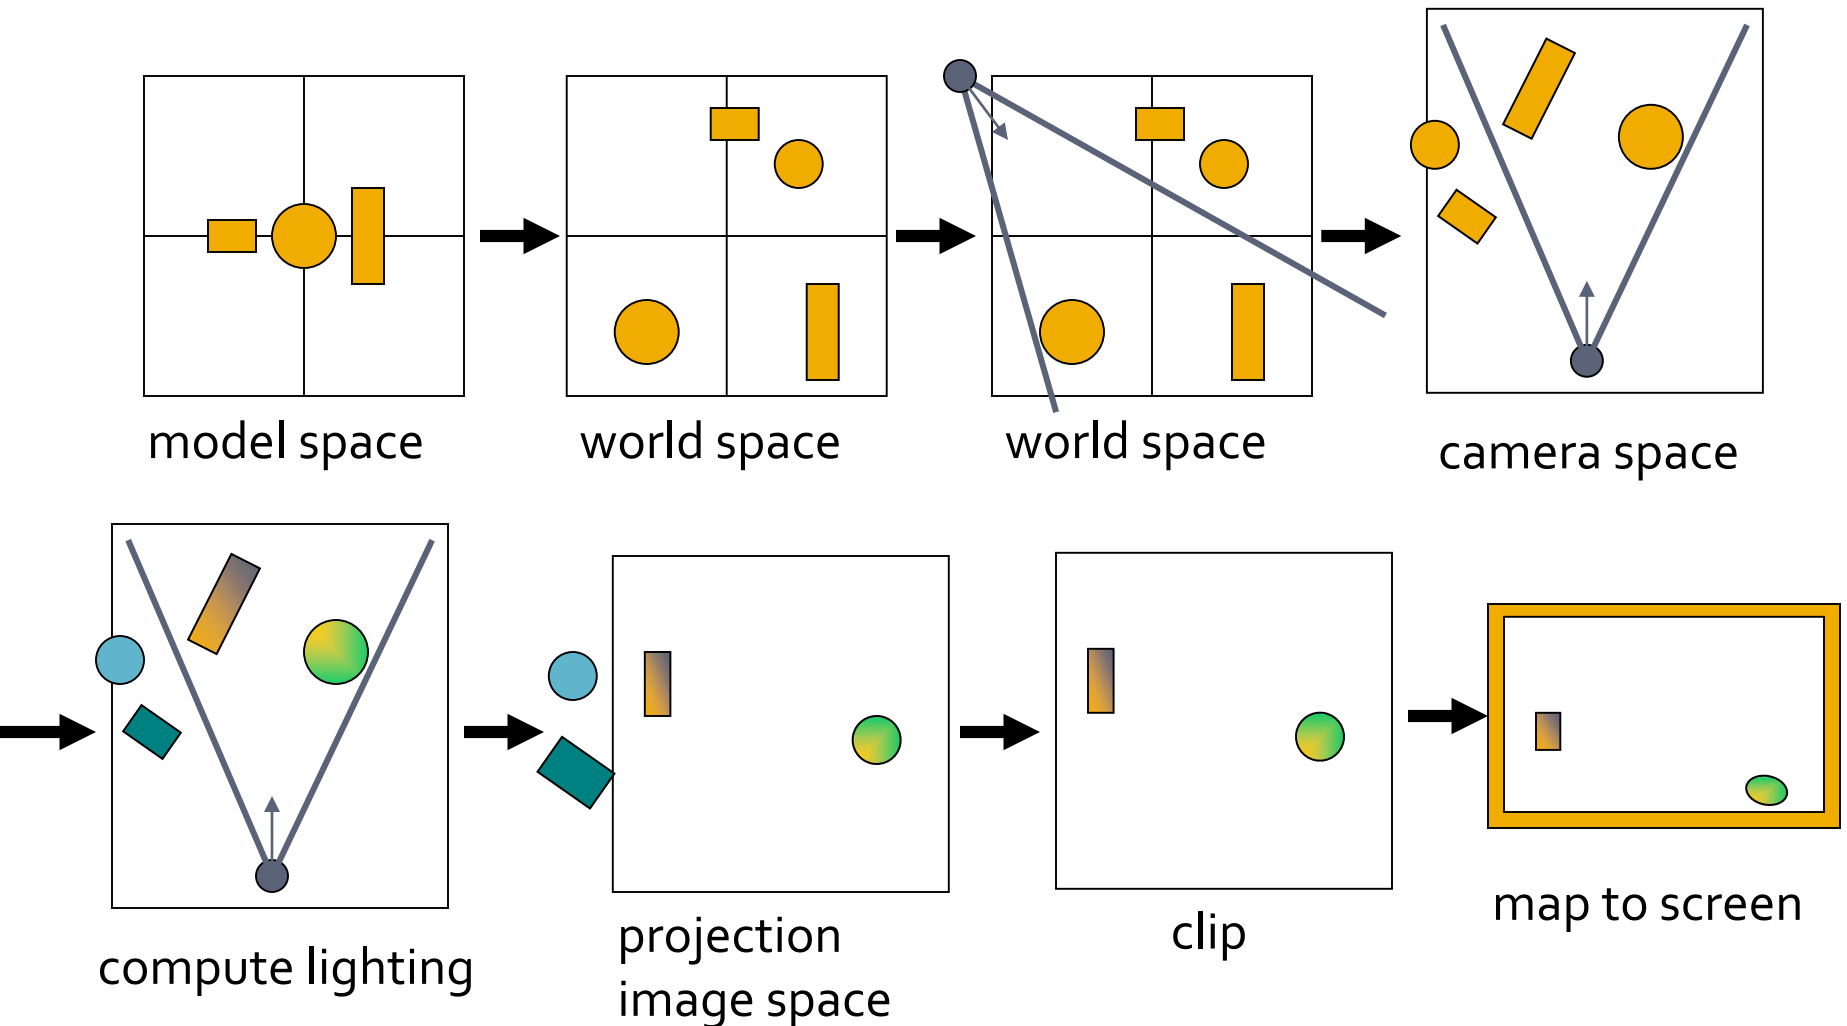 model space
world space
world space
camera space
compute lighting
projection
image space
clip
map to screen